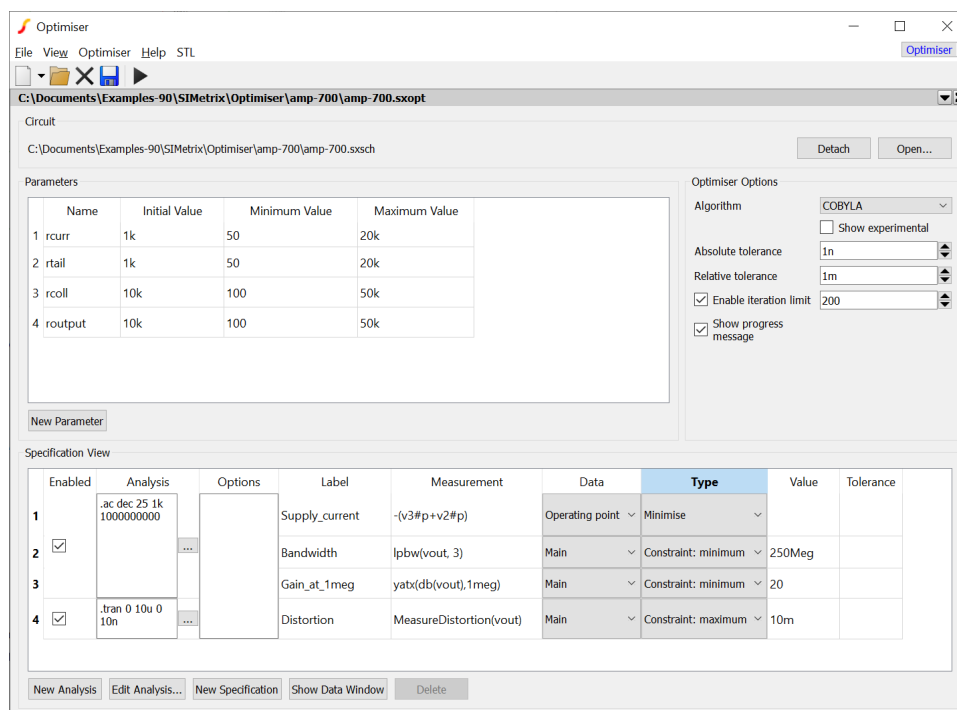 Optimiser
File View Optimiser Help STL
Optimiser
C:\Documents\Examples-90\SIMetrix\Optimiser\amp-700\amp-700.sxopt
Circuit
C:\Documents\Examples-90\SIMetrix\Optimiser\amp-700\amp-700.sxsch
Detach Open...
Parameters
Name Initial Value Minimum Value Maximum Value
1 rcurr 1k 50 20k
2 rtail 1k 50 20k
3 rcoll 10k 100 50k
4 routput 10k 100 50k
New Parameter
Optimiser Options
Algorithm COBYLA
Show experimental
Absolute tolerance 1n
Relative tolerance 1m
Enable iteration limit 200
Show progress
message
Specification View
Enabled Analysis Options Label Measurement Data Type Value Tolerance
.ac dec 25 1k
1000000000
...
1 Supply_current -(v3#p+v2#p) Operating point Minimise
2 Bandwidth lpbw(vout, 3) Main Constraint: minimum 250Meg
3 Gain_at_1meg yatx(db(vout),1meg) Main Constraint: minimum 20
.tran 0 10u 0
10n
...
4 Distortion MeasureDistortion(vout) Main Constraint: maximum 10m
New Analysis Edit Analysis... New Specification Show Data Window Delete